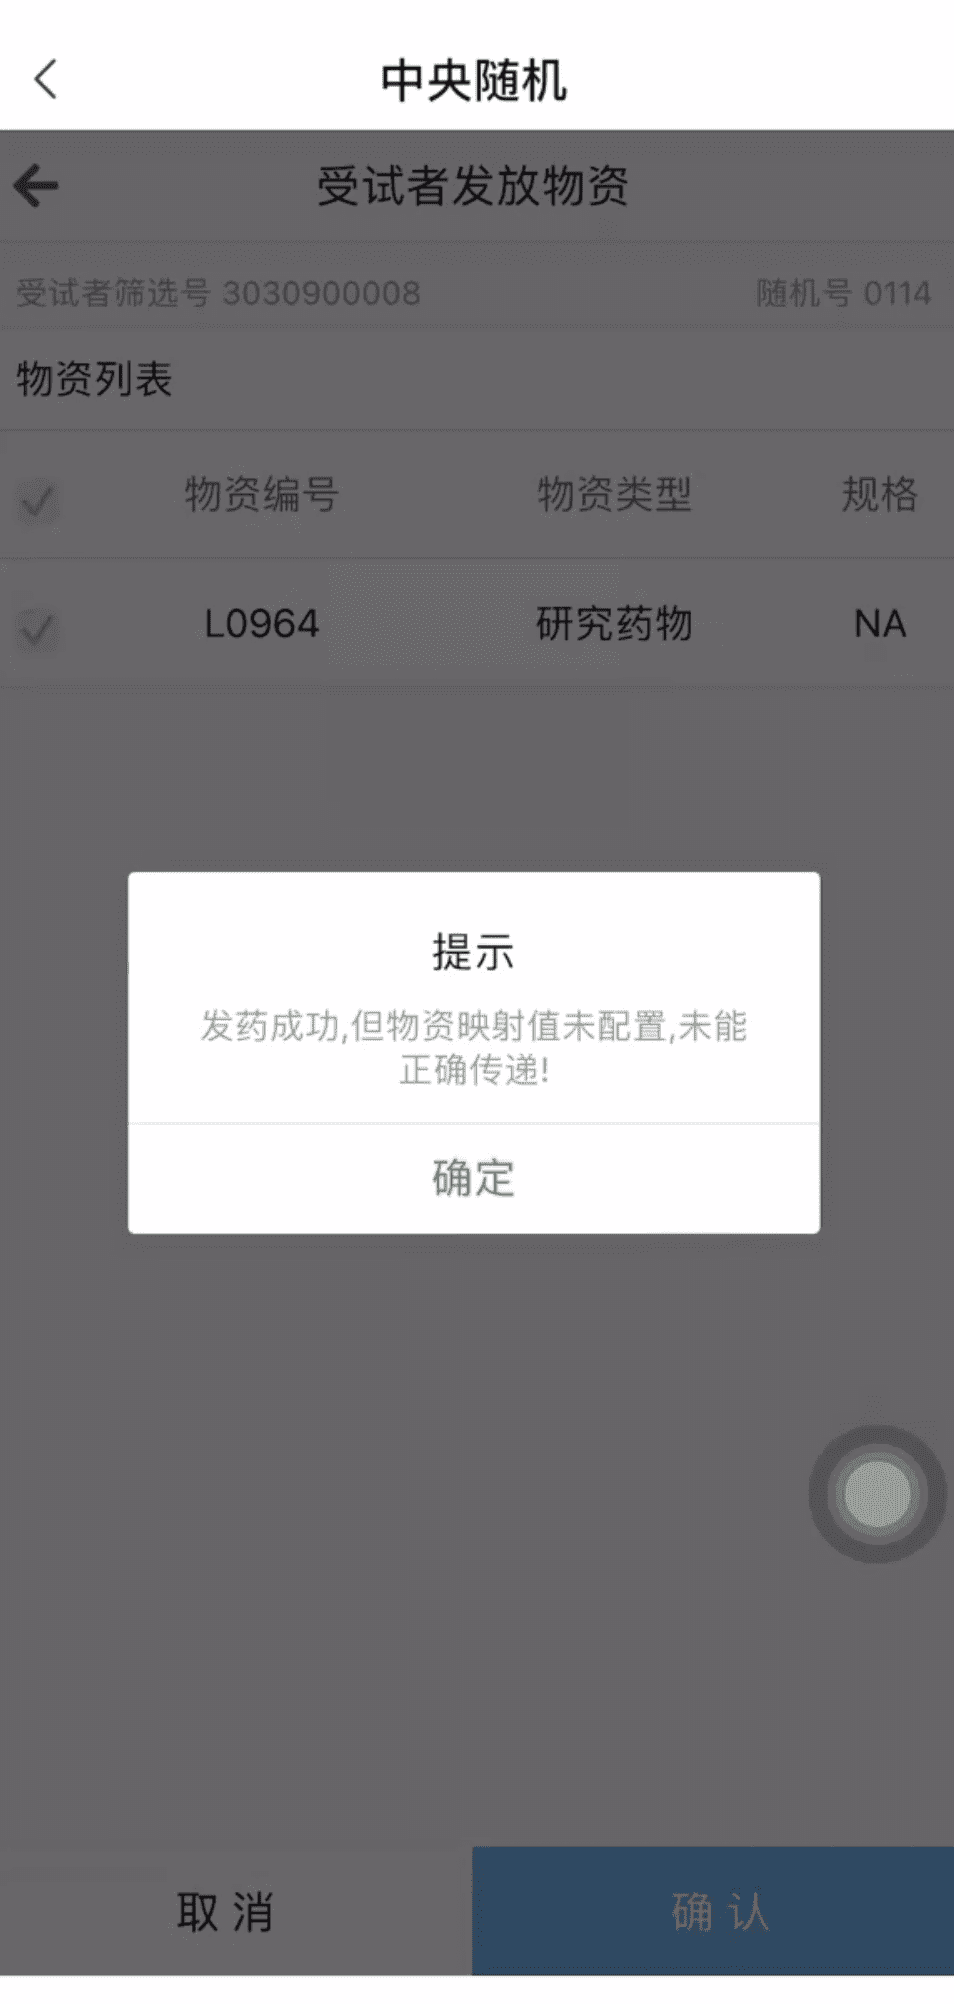 中央随机
受试者发放物资
受试者筛选号 3030900008 随机号 0114
物资列表
物资编号 物资类型 规格
L0964 研究药物 NA
提示
发药成功,但物资映射值未配置,未能
正确传递!
确定
取消 确认